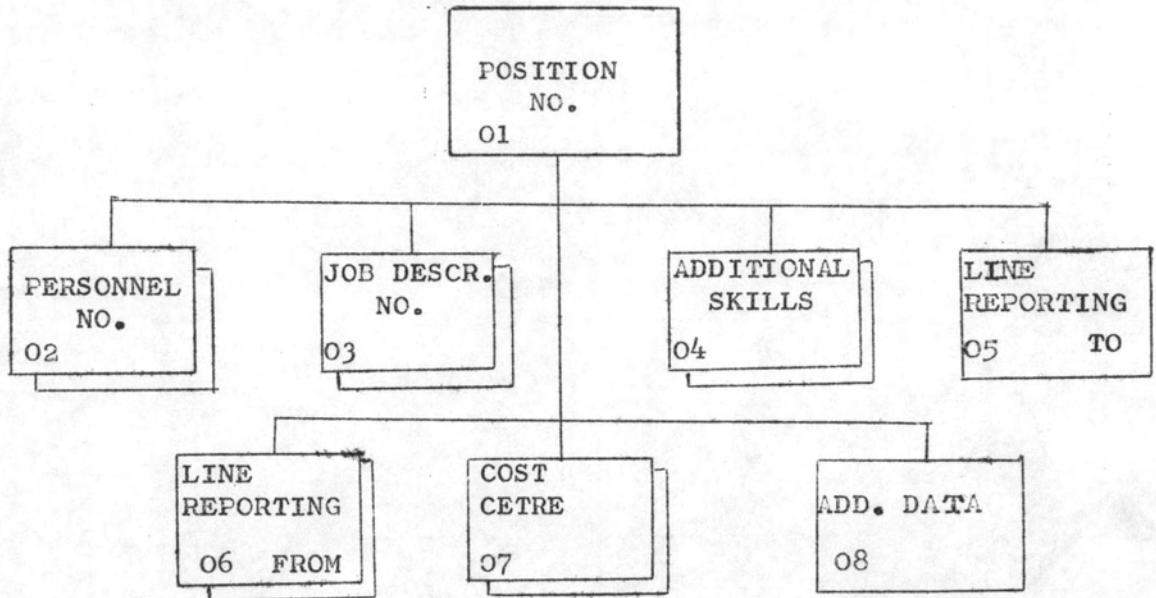 POSITION
NO.
01
PERSONNEL
NO.
02
JOB DESCR.
NO.
03
ADDITIONAL
SKILLS
04
LINE
REPORTING
05 TO
LINE
REPORTING
06 FROM
COST
CETRE
07
ADD. DATA
08